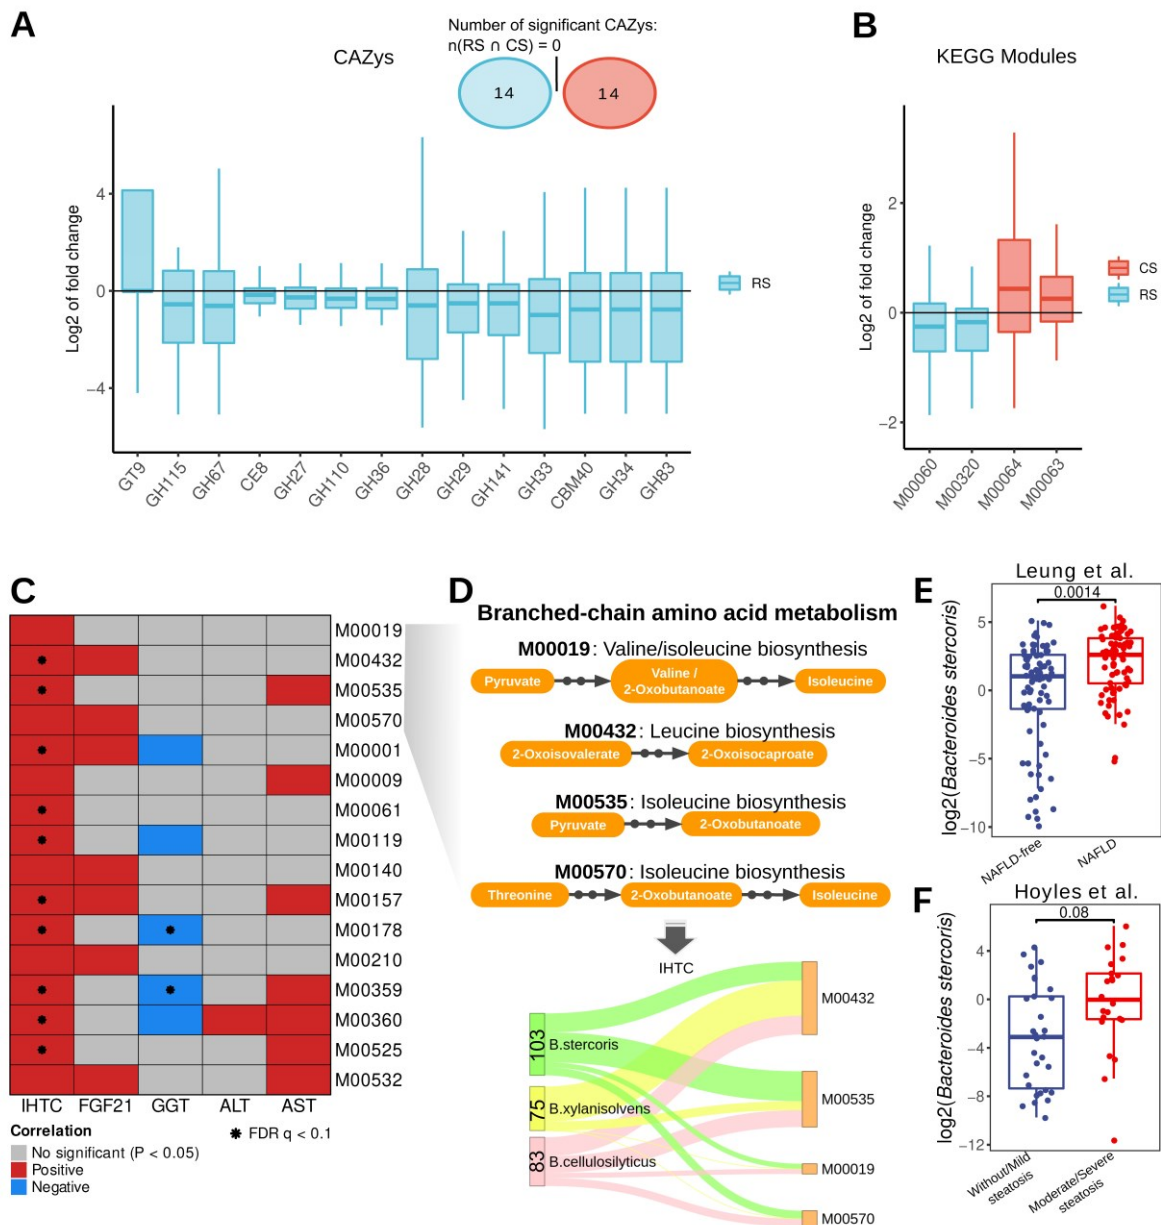 A
Number of significant CAZys:
n(RS ∩ CS) = 0
CAZys
14
14
Log2 of fold change
4
0
−4
RS
GT9
GH115
GH67
CE8
GH27
GH110
GH36
GH28
GH29
GH141
GH33
CBM40
GH34
GH83
B
KEGG Modules
Log2 of fold change
2
0
−2
CS
RS
M00060
M00320
M00064
M00063
C
M00019
M00432
M00535
M00570
M00001
M00009
M00061
M00119
M00140
M00157
M00178
M00210
M00359
M00360
M00525
M00532
IHTC FGF21 GGT ALT AST
Correlation
✱ FDR q < 0.1
No significant (P < 0.05)
Positive
Negative
D
Branched-chain amino acid metabolism
M00019: Valine/isoleucine biosynthesis
Pyruvate
Valine /
2-Oxobutanoate
Isoleucine
M00432: Leucine biosynthesis
2-Oxoisovalerate
2-Oxoisocaproate
M00535: Isoleucine biosynthesis
Pyruvate
2-Oxobutanoate
M00570: Isoleucine biosynthesis
Threonine
2-Oxobutanoate
Isoleucine
IHTC
103
B.stercoris
75
B.xylanisolvens
83
B.cellulosilyticus
M00432
M00535
M00019
M00570
E
Leung et al.
0.0014
log2(Bacteroides stercoris)
5
0
−5
−10
NAFLD-free
NAFLD
F
Hoyles et al.
0.08
log2(Bacteroides stercoris)
4
0
−4
−8
−12
Without/Mild
steatosis
Moderate/Severe
steatosis